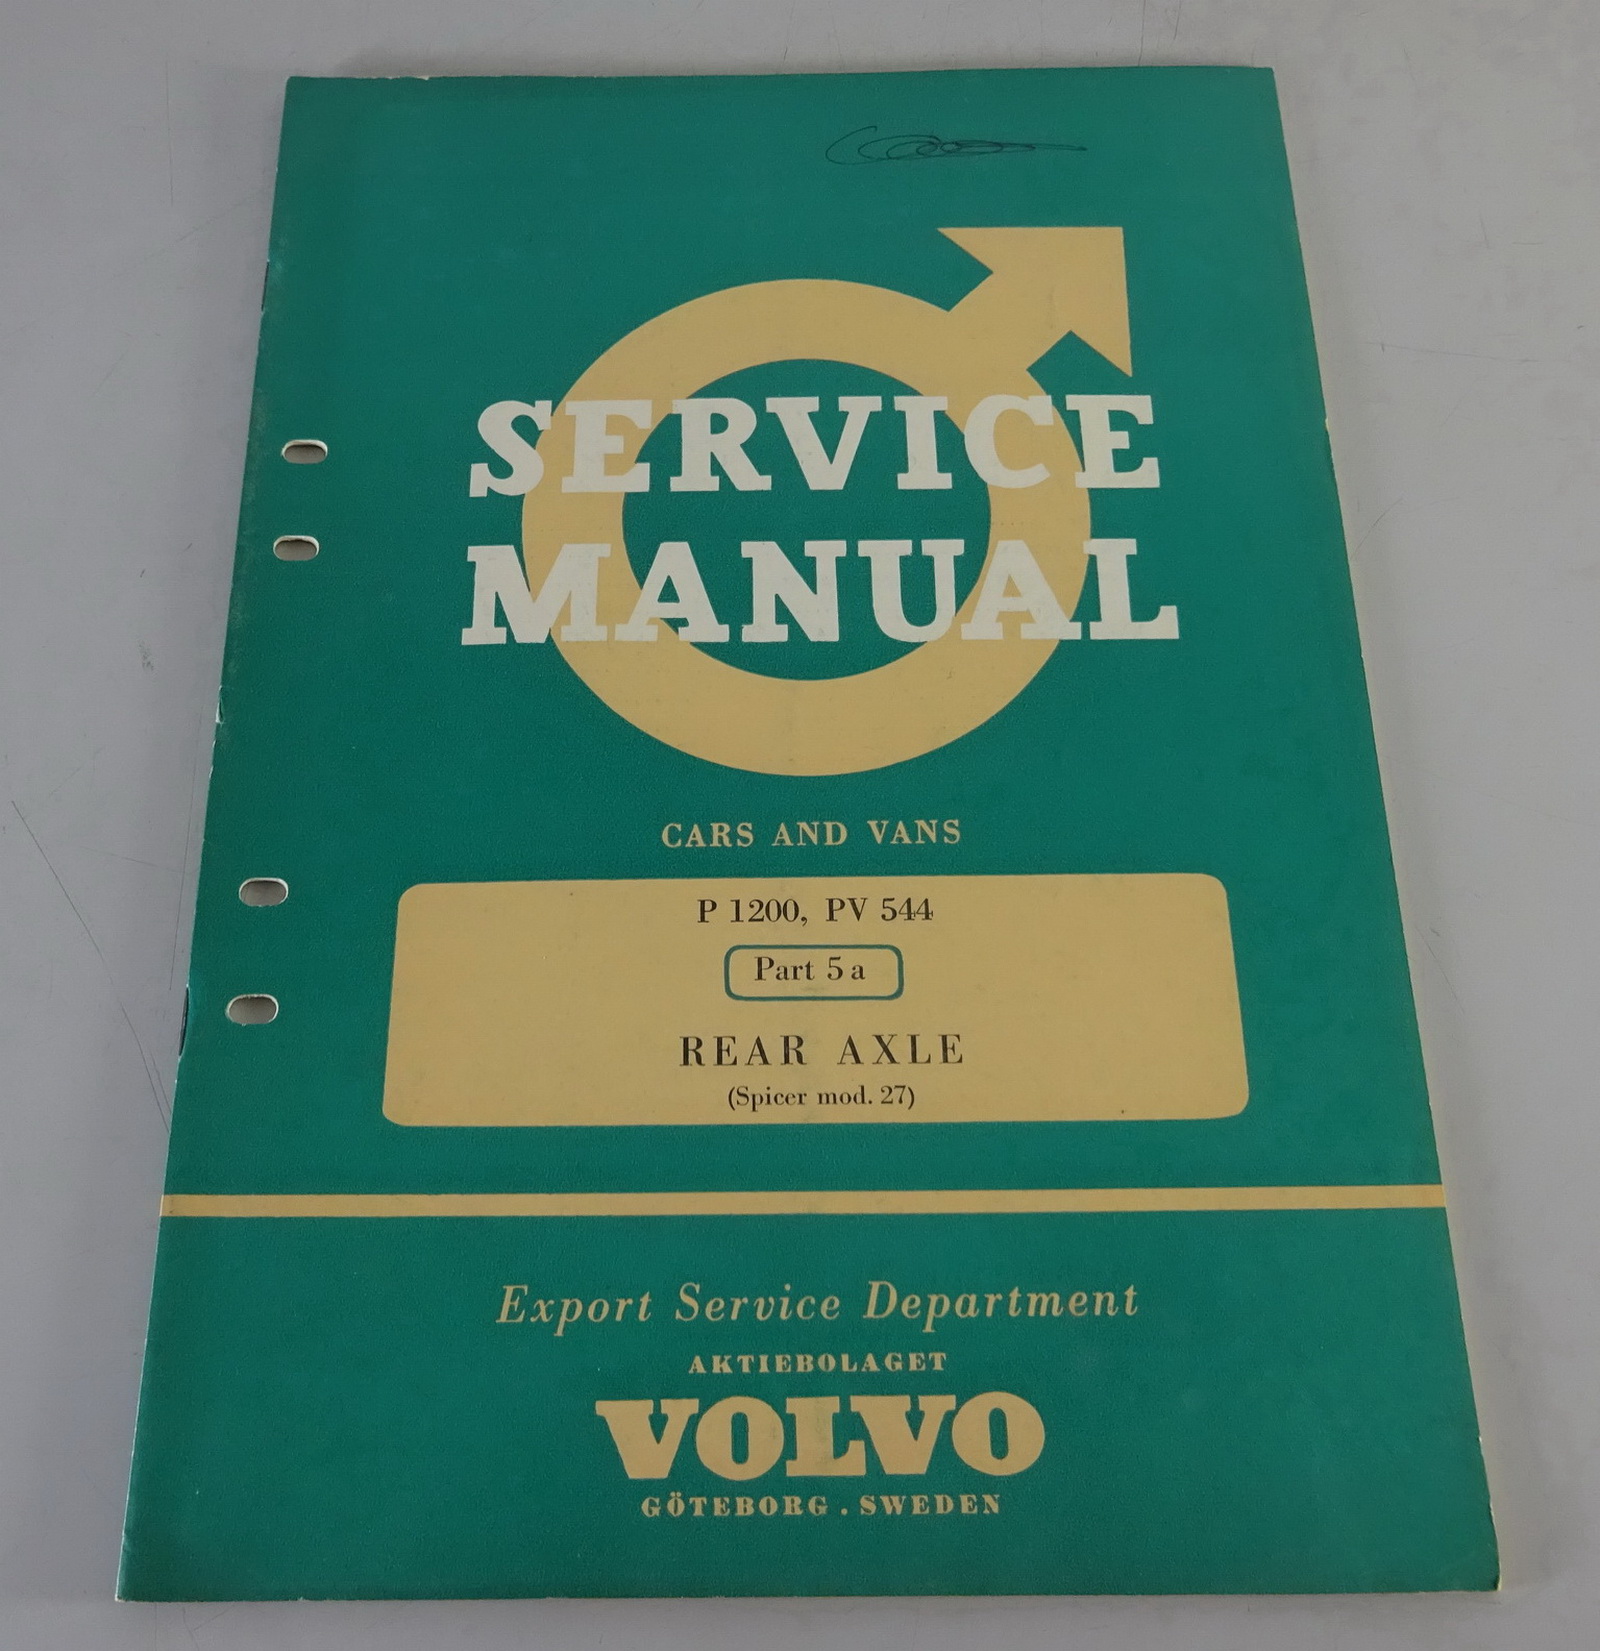 SERVICE
MANUAL
CARS AND VANS
P 1200, PV 544
Part 5 a
REAR AXLE
(Spicer mod. 27)
Export Service Department
AKTIEBOLAGET
VOLVO
GÖTEBORG . SWEDEN